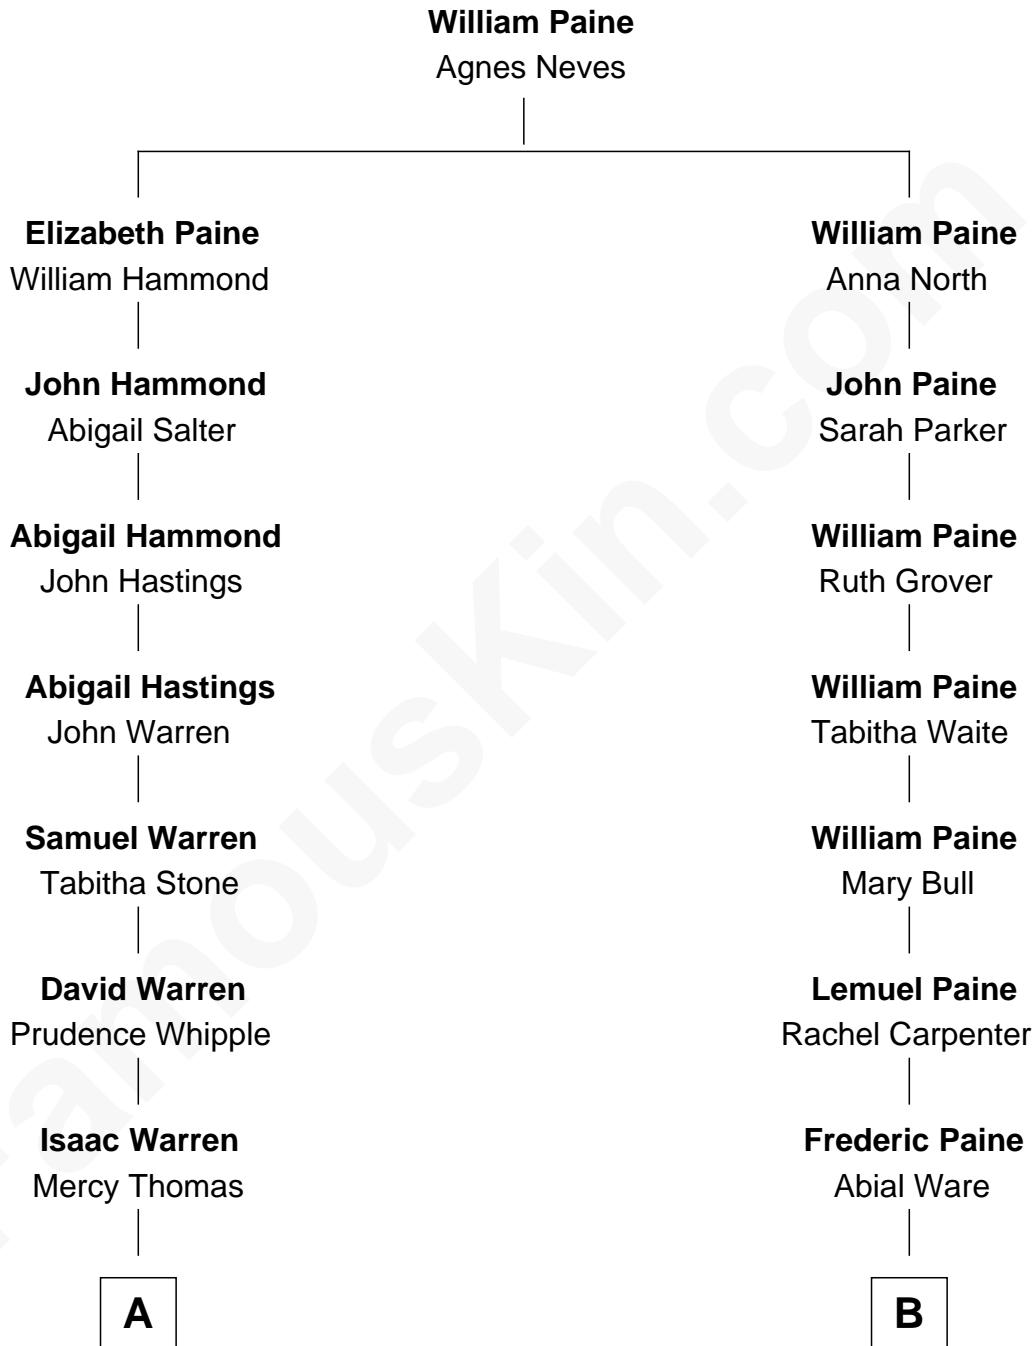 William Paine
Agnes Neves
Elizabeth Paine
William Hammond
William Paine
Anna North
John Hammond
Abigail Salter
John Paine
Sarah Parker
Abigail Hammond
John Hastings
William Paine
Ruth Grover
Abigail Hastings
John Warren
William Paine
Tabitha Waite
Samuel Warren
Tabitha Stone
William Paine
Mary Bull
David Warren
Prudence Whipple
Lemuel Paine
Rachel Carpenter
Isaac Warren
Mercy Thomas
Frederic Paine
Abial Ware
A
B
FamousKin.com